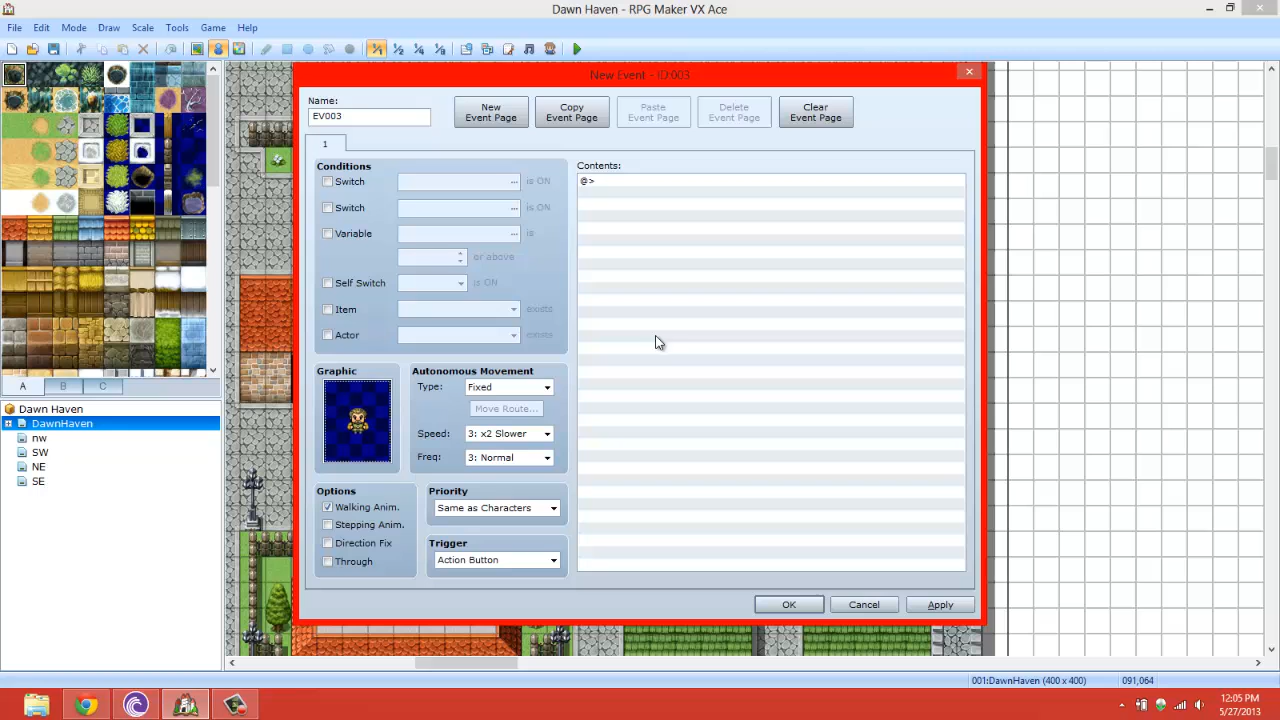 Dawn Haven - RPG Maker VX Ace
File Edit Mode Draw Scale Tools Game Help
New Event - ID:003
Name:
EV003
New Event Page
Copy Event Page
Paste Event Page
Delete Event Page
Clear Event Page
1
Conditions
Switch ... is ON
Switch ... is ON
Variable ... is
or above
Self Switch is ON
Item exists
Actor exists
Graphic
Autonomous Movement
Type: Fixed
Move Route...
Speed: 3: x2 Slower
Freq: 3: Normal
Options
Walking Anim.
Stepping Anim.
Direction Fix
Through
Priority
Same as Characters
Trigger
Action Button
Contents:
@>
OK Cancel Apply
A B C
Dawn Haven
DawnHaven
nw
SW
NE
SE
001:DawnHaven (400 x 400) 091,064
12:05 PM
5/27/2013